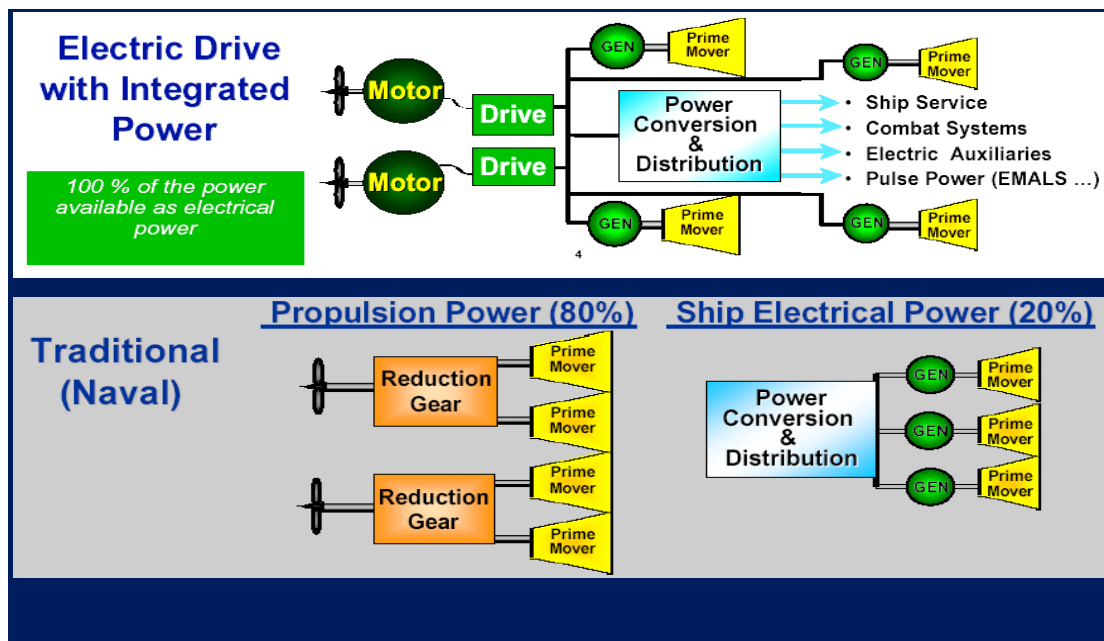 Electric Drive
with Integrated
Power
100 % of the power
available as electrical
power
Motor
Motor
Drive
Drive
GEN
Prime
Mover
GEN
Prime
Mover
Power
Conversion
&
Distribution
• Ship Service
• Combat Systems
• Electric Auxiliaries
• Pulse Power (EMALS ...)
GEN
Prime
Mover
GEN
Prime
Mover
4
Traditional
(Naval)
Propulsion Power (80%)
Reduction
Gear
Prime
Mover
Prime
Mover
Reduction
Gear
Prime
Mover
Prime
Mover
Ship Electrical Power (20%)
Power
Conversion
&
Distribution
GEN
Prime
Mover
GEN
Prime
Mover
GEN
Prime
Mover